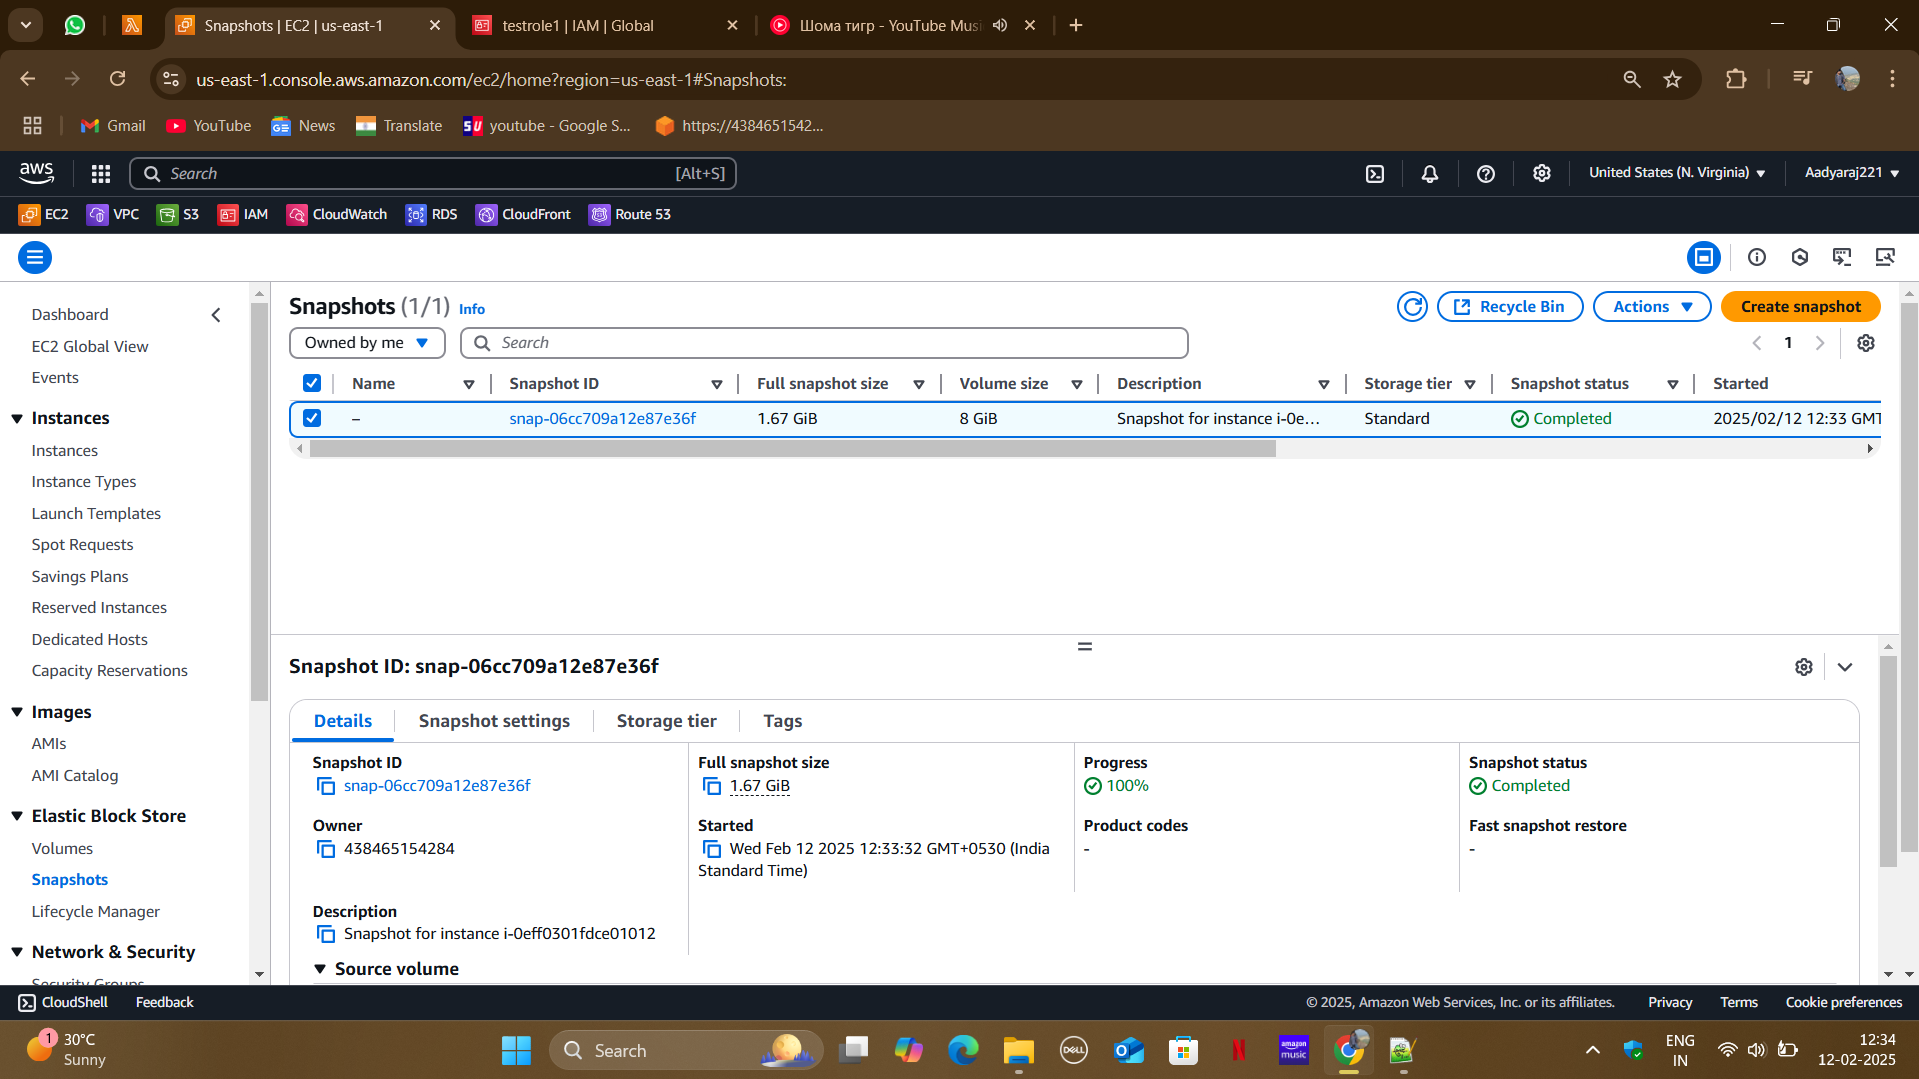 Snapshots | EC2 | us-east-1
testrole1 | IAM | Global
Шома тигр - YouTube Musi
us-east-1.console.aws.amazon.com/ec2/home?region=us-east-1#Snapshots:
Gmail
YouTube
News
Translate
SU
youtube - Google S...
https://4384651542...
aws
Search
[Alt+S]
United States (N. Virginia)
Aadyaraj221
EC2
VPC
S3
IAM
CloudWatch
RDS
CloudFront
Route 53
Dashboard
EC2 Global View
Events
Instances
Instances
Instance Types
Launch Templates
Spot Requests
Savings Plans
Reserved Instances
Dedicated Hosts
Capacity Reservations
Images
AMIs
AMI Catalog
Elastic Block Store
Volumes
Snapshots
Lifecycle Manager
Network & Security
Security Groups
Snapshots (1/1) Info
Recycle Bin
Actions
Create snapshot
Owned by me
Search
1
Name
Snapshot ID
Full snapshot size
Volume size
Description
Storage tier
Snapshot status
Started
–
snap-06cc709a12e87e36f
1.67 GiB
8 GiB
Snapshot for instance i-0e...
Standard
Completed
2025/02/12 12:33 GMT
Snapshot ID: snap-06cc709a12e87e36f
Details
Snapshot settings
Storage tier
Tags
Snapshot ID
snap-06cc709a12e87e36f
Full snapshot size
1.67 GiB
Progress
100%
Snapshot status
Completed
Owner
438465154284
Started
Wed Feb 12 2025 12:33:32 GMT+0530 (India
Standard Time)
Product codes
-
Fast snapshot restore
-
Description
Snapshot for instance i-0eff0301fdce01012
Source volume
CloudShell
Feedback
© 2025, Amazon Web Services, Inc. or its affiliates.
Privacy
Terms
Cookie preferences
1
30°C
Sunny
Search
DELL
N
amazon
music
ENG
IN
12:34
12-02-2025